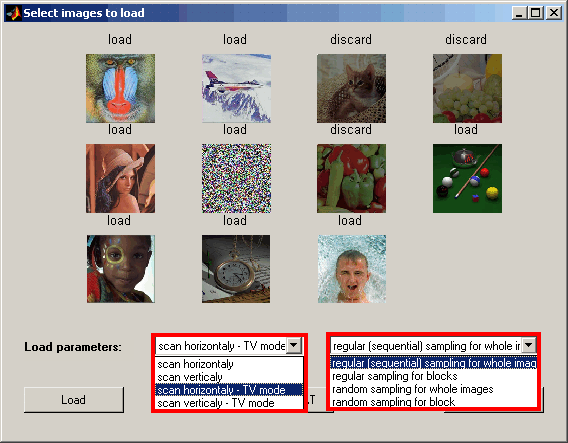 Select images to load
load load discard discard
load load discard load
load load load
Load parameters:
scan horizontaly - TV mode
regular (sequential) sampling for whole
scan horizontaly
scan verticaly
scan horizontaly - TV mode
scan verticaly - TV mode
regular (sequential) sampling for whole imag
regular sampling for blocks
random sampling for whole images
random sampling for block
Load